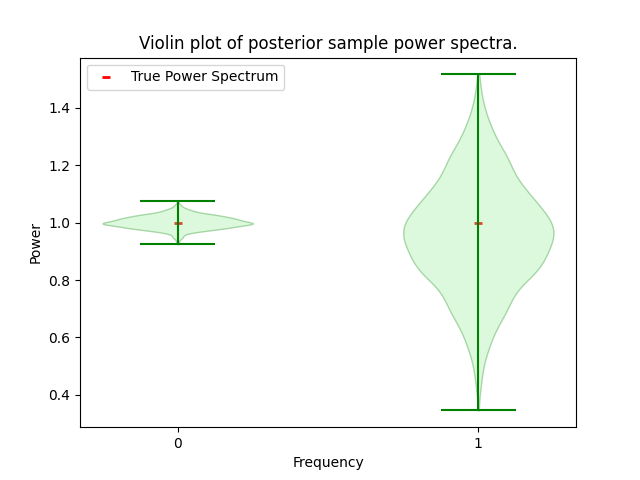 Violin plot of posterior sample power spectra.
True Power Spectrum
1.4
1.2
1.0
0.8
0.6
0.4
Power
0
1
Frequency